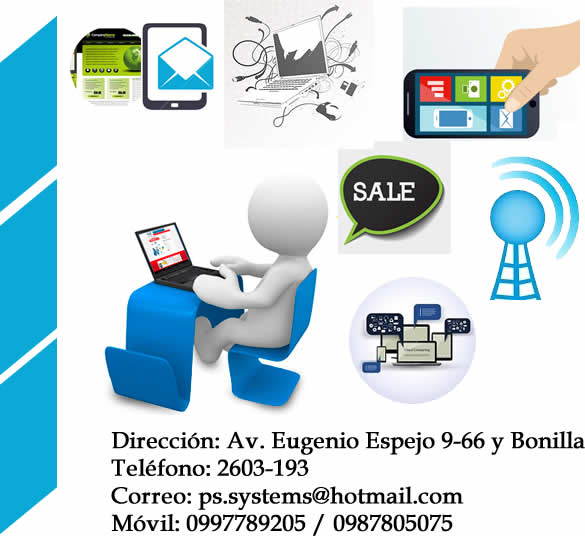 SALE
Dirección: Av. Eugenio Espejo 9-66 y Bonilla
Teléfono: 2603-193
Correo: ps.systems@hotmail.com
Móvil: 0997789205 / 0987805075